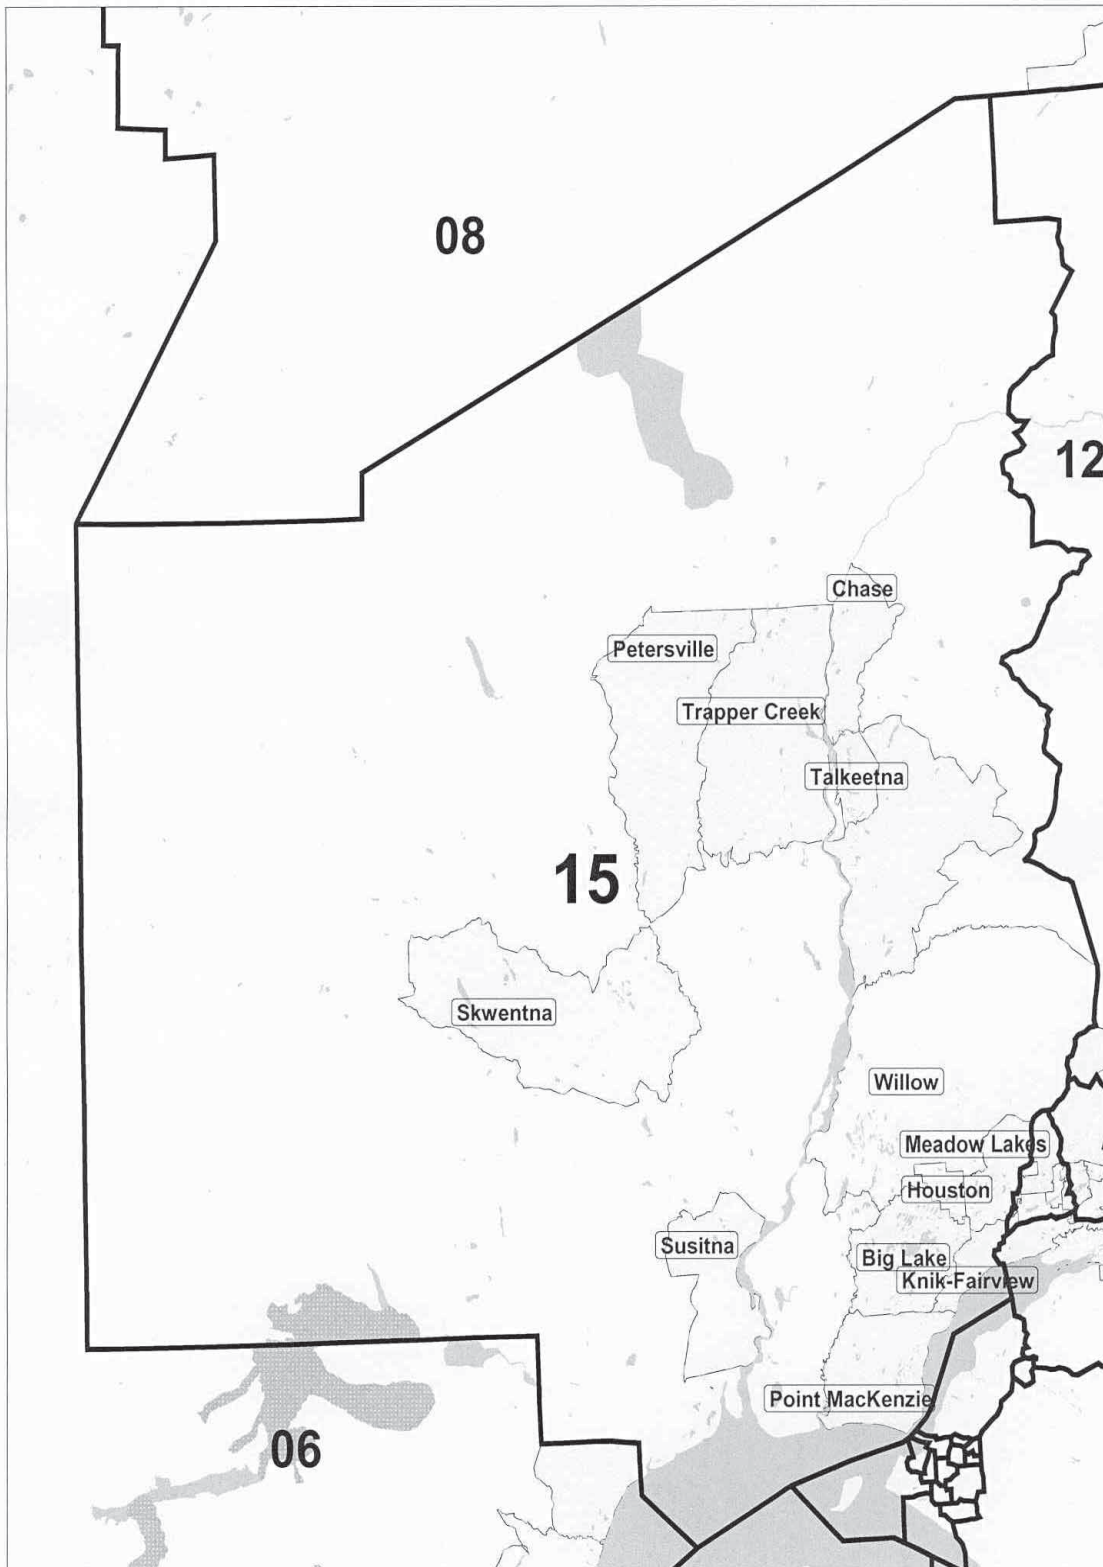 08
12
Chase
Petersville
Trapper Creek
Talkeetna
15
Skwentna
Willow
Meadow Lakes
Houston
Susitna
Big Lake
Knik-Fairview
Point MacKenzie
06